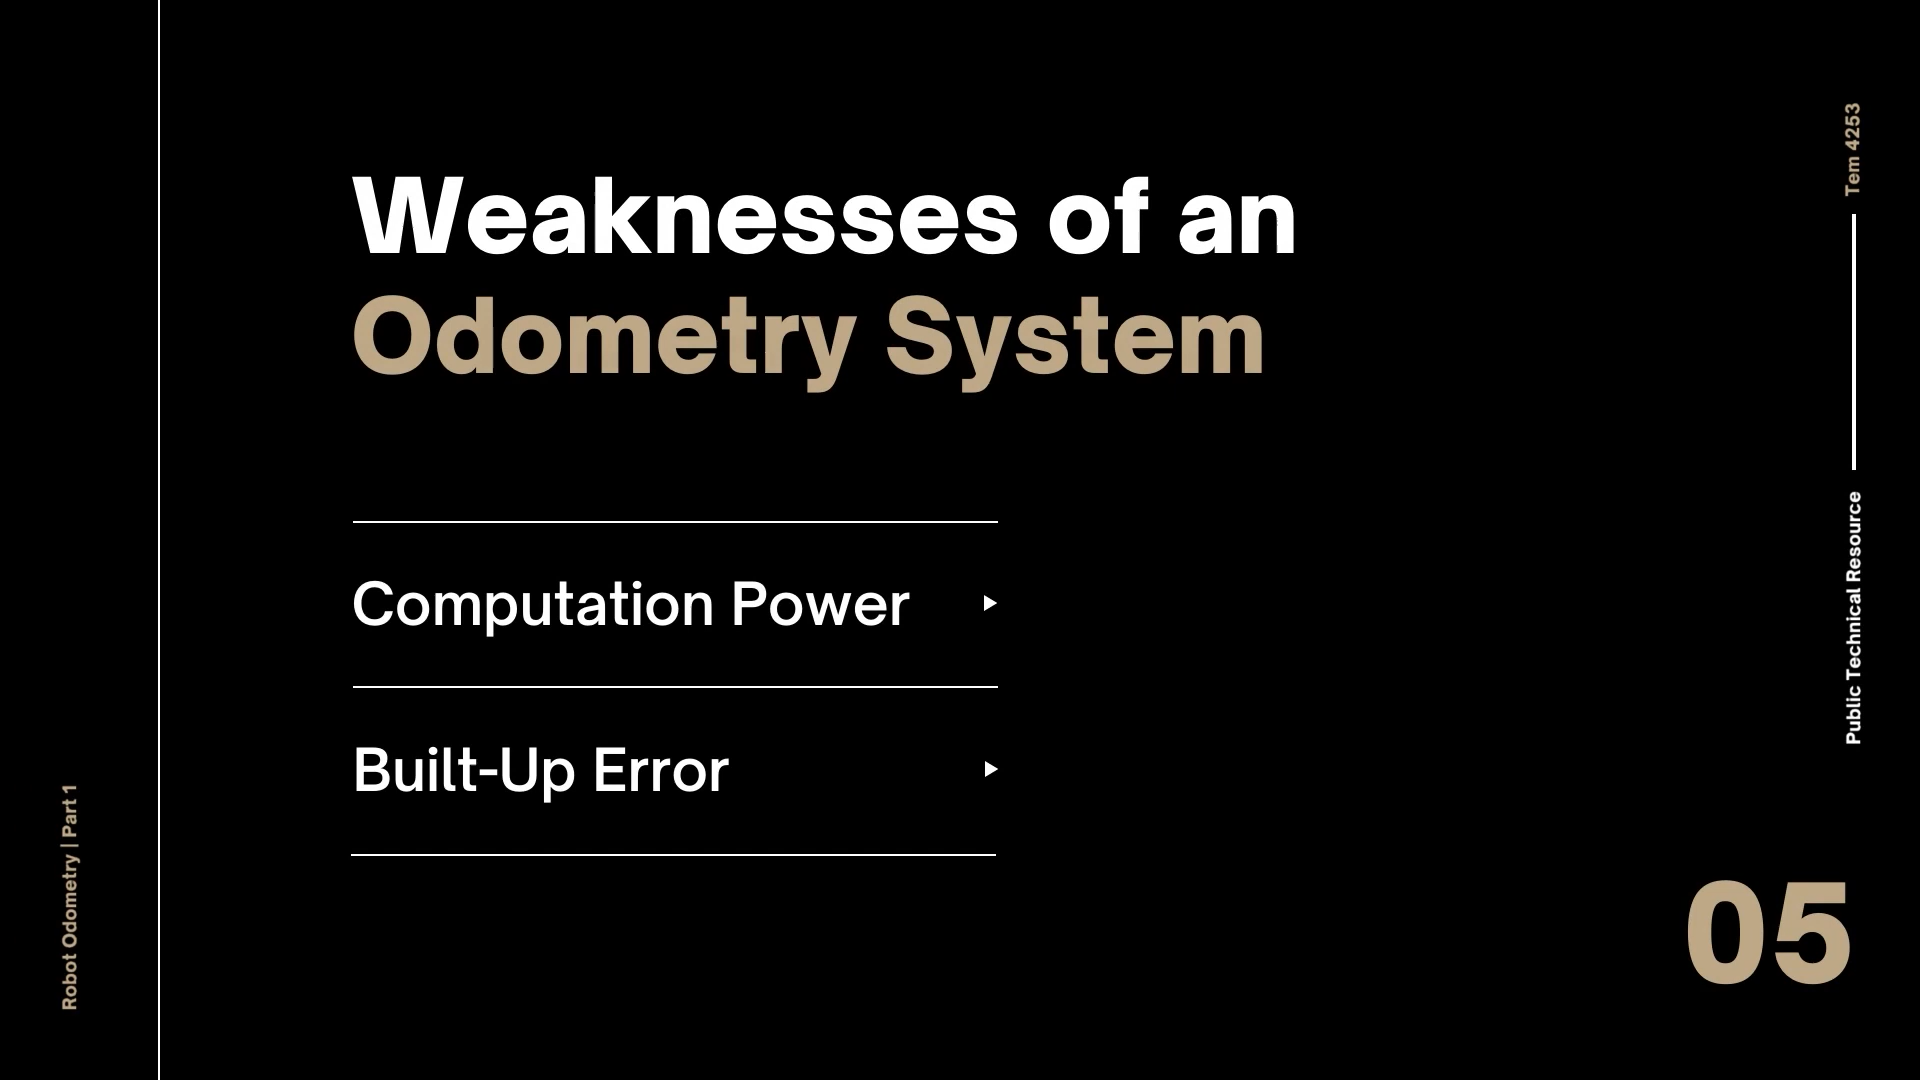 Weaknesses of an
Odometry System
Computation Power
Built-Up Error
Robot Odometry | Part 1
Tem 4253
Public Technical Resource
05